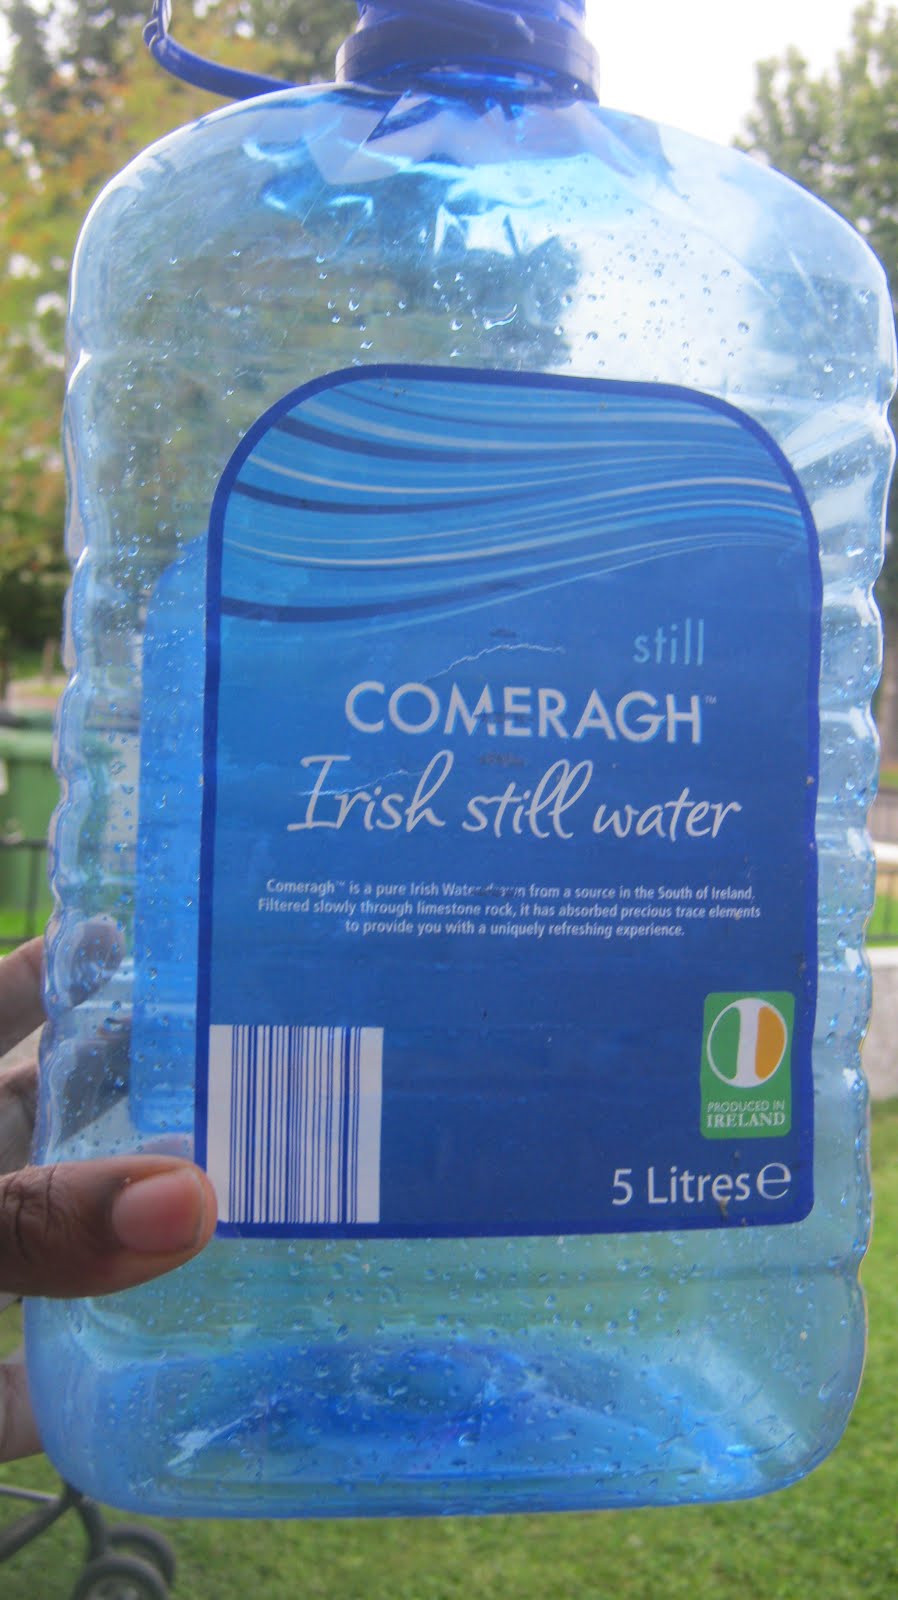 still
COMERAGH™
Irish still water
Comeragh™ is a pure Irish Water drawn from a source in the South of Ireland.
Filtered slowly through limestone rock, it has absorbed precious trace elements
to provide you with a uniquely refreshing experience.
PRODUCED IN
IRELAND
5 Litres ℮